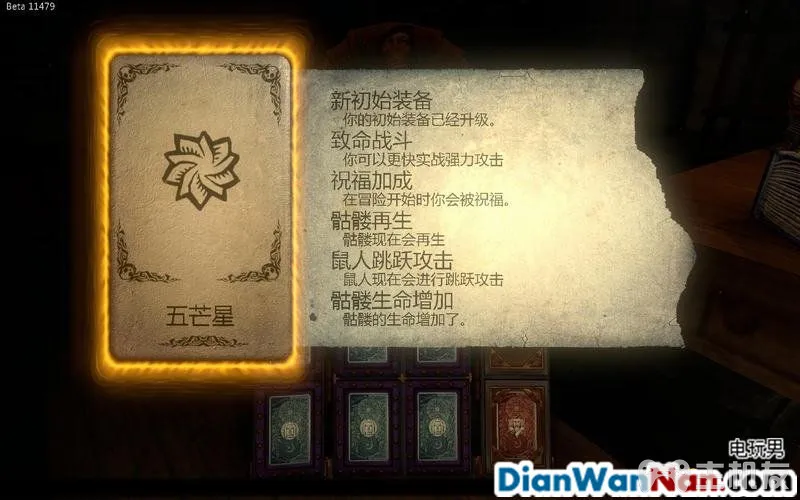 Beta 11479
新初始装备
你的初始装备已经升级。
致命战斗
你可以更快实战强力攻击
祝福加成
在冒险开始时你会被祝福。
骷髅再生
骷髅现在会再生
鼠人跳跃攻击
鼠人现在会进行跳跃攻击
骷髅生命增加
骷髅的生命增加了。
五芒星
电玩男
DianWanNan.com